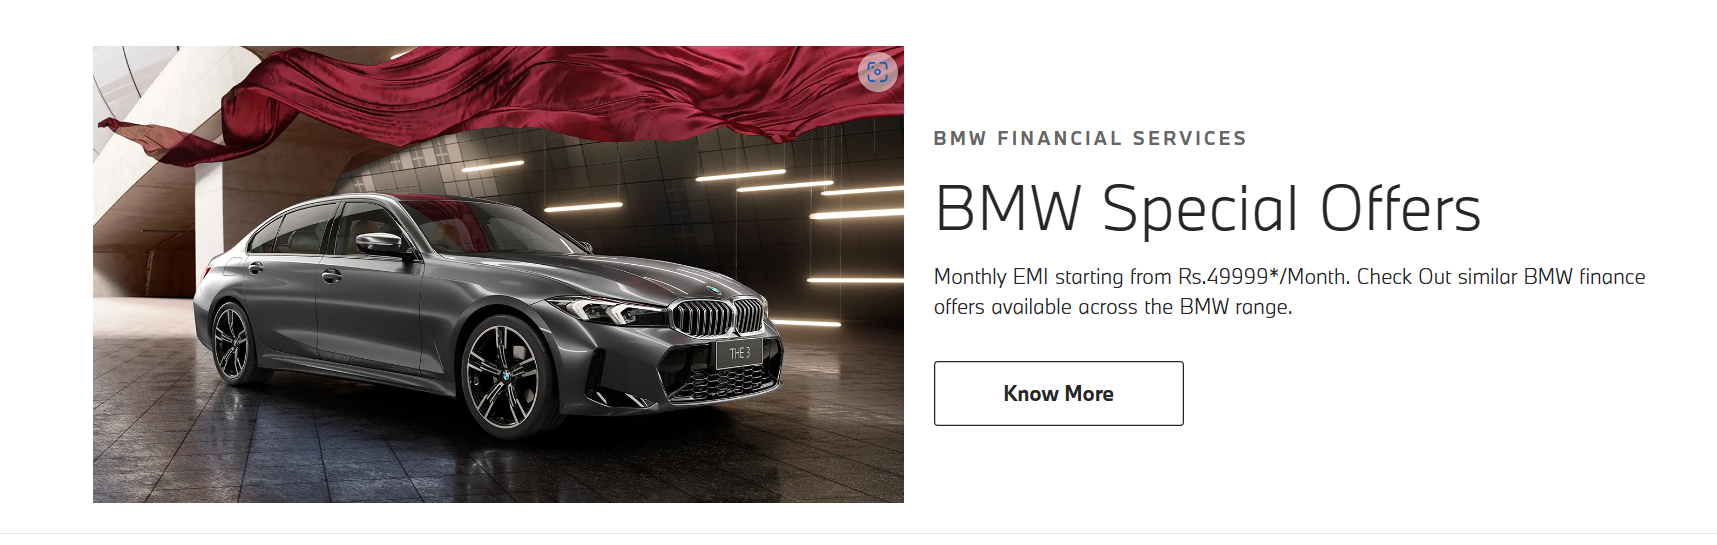 THE 3
BMW FINANCIAL SERVICES
BMW Special Offers
Monthly EMI starting from Rs.49999*/Month. Check Out similar BMW finance
offers available across the BMW range.
Know More